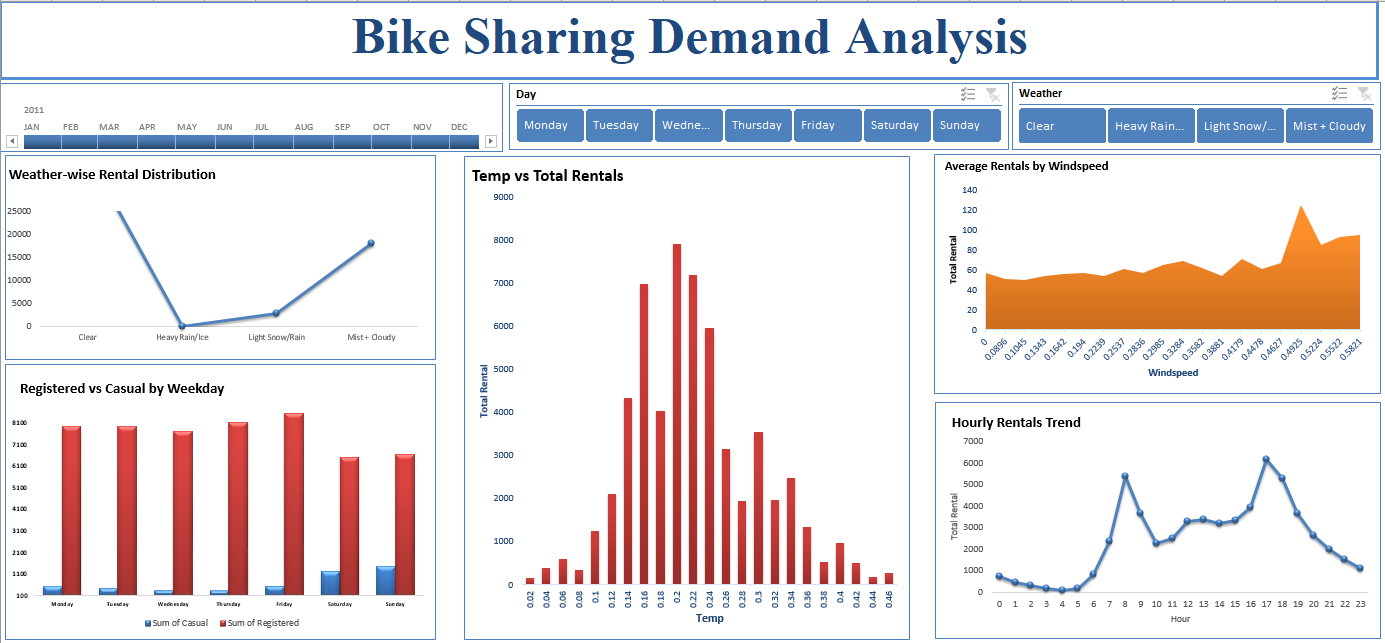 Bike Sharing Demand Analysis
2011
JAN FEB MAR APR MAY JUN JUL AUG SEP OCT NOV DEC
Day
Monday Tuesday Wedne... Thursday Friday Saturday Sunday
Weather
Clear Heavy Rain... Light Snow/... Mist + Cloudy
Weather-wise Rental Distribution
25000
20000
15000
10000
5000
0
Clear Heavy Rain/Ice Light Snow/Rain Mist + Cloudy
Registered vs Casual by Weekday
8100
7100
6100
5100
4100
3100
2100
1100
100
Monday Tuesday Wednesday Thursday Friday Saturday Sunday
Sum of Casual Sum of Registered
Temp vs Total Rentals
9000
8000
7000
6000
5000
4000
3000
2000
1000
0
Total Rental
0.02 0.04 0.06 0.08 0.1 0.12 0.14 0.16 0.18 0.2 0.22 0.24 0.26 0.28 0.3 0.32 0.34 0.36 0.38 0.4 0.42 0.44 0.46
Temp
Average Rentals by Windspeed
140
120
100
80
60
40
20
0
Total Rental
0 0.0896 0.1045 0.1343 0.1642 0.194 0.2239 0.2537 0.2836 0.2985 0.3284 0.3582 0.3881 0.4179 0.4478 0.4627 0.4925 0.5224 0.5522 0.5821
Windspeed
Hourly Rentals Trend
7000
6000
5000
4000
3000
2000
1000
0
Total Rental
0 1 2 3 4 5 6 7 8 9 10 11 12 13 14 15 16 17 18 19 20 21 22 23
Hour